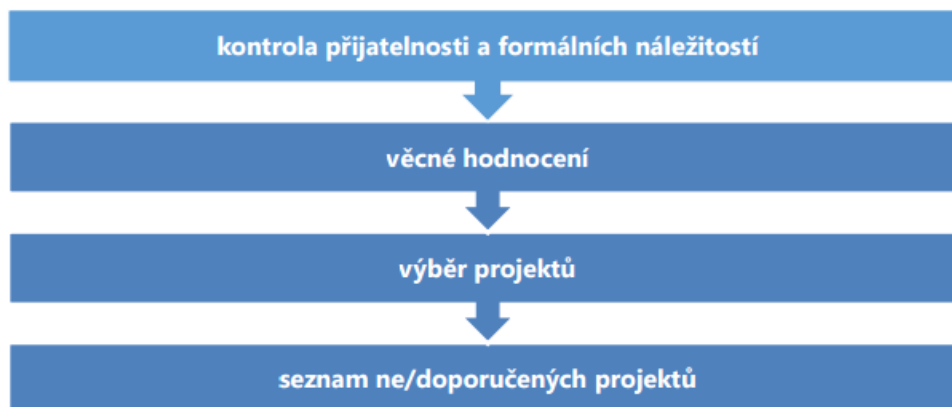 kontrola přijatelnosti a formálních náležitostí
věcné hodnocení
výběr projektů
seznam ne/doporučených projektů